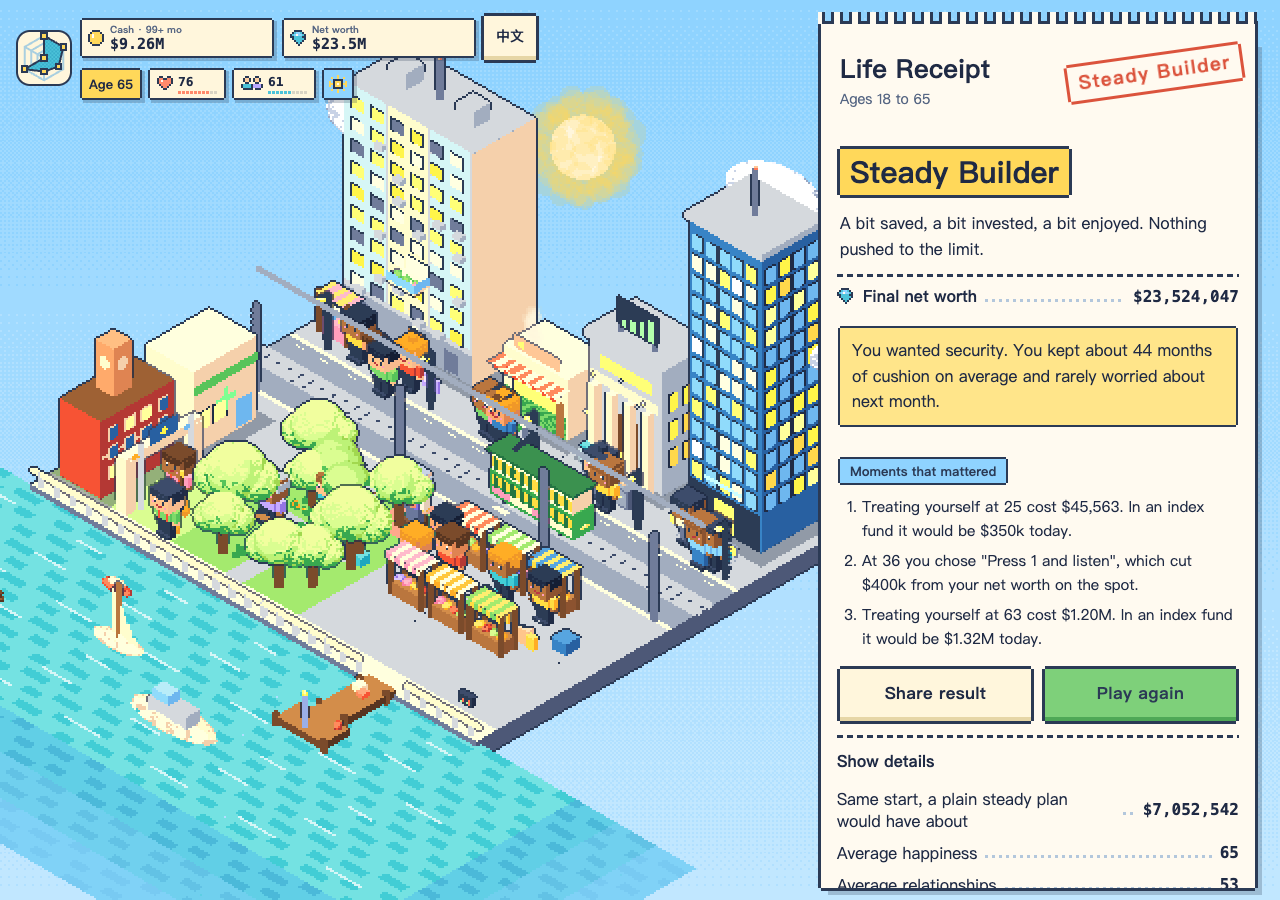 Cash · 99+ mo
$9.26M
Net worth
$23.5M
中文
Age 65
76
61
Life Receipt
Ages 18 to 65
Steady Builder
Steady Builder
A bit saved, a bit invested, a bit enjoyed. Nothing
pushed to the limit.
Final net worth $23,524,047
You wanted security. You kept about 44 months
of cushion on average and rarely worried about
next month.
Moments that mattered
1. Treating yourself at 25 cost $45,563. In an index
fund it would be $350k today.
2. At 36 you chose "Press 1 and listen", which cut
$400k from your net worth on the spot.
3. Treating yourself at 63 cost $1.20M. In an index fund
it would be $1.32M today.
Share result
Play again
Show details
Same start, a plain steady plan
would have about $7,052,542
Average happiness 65
Average relationships 53